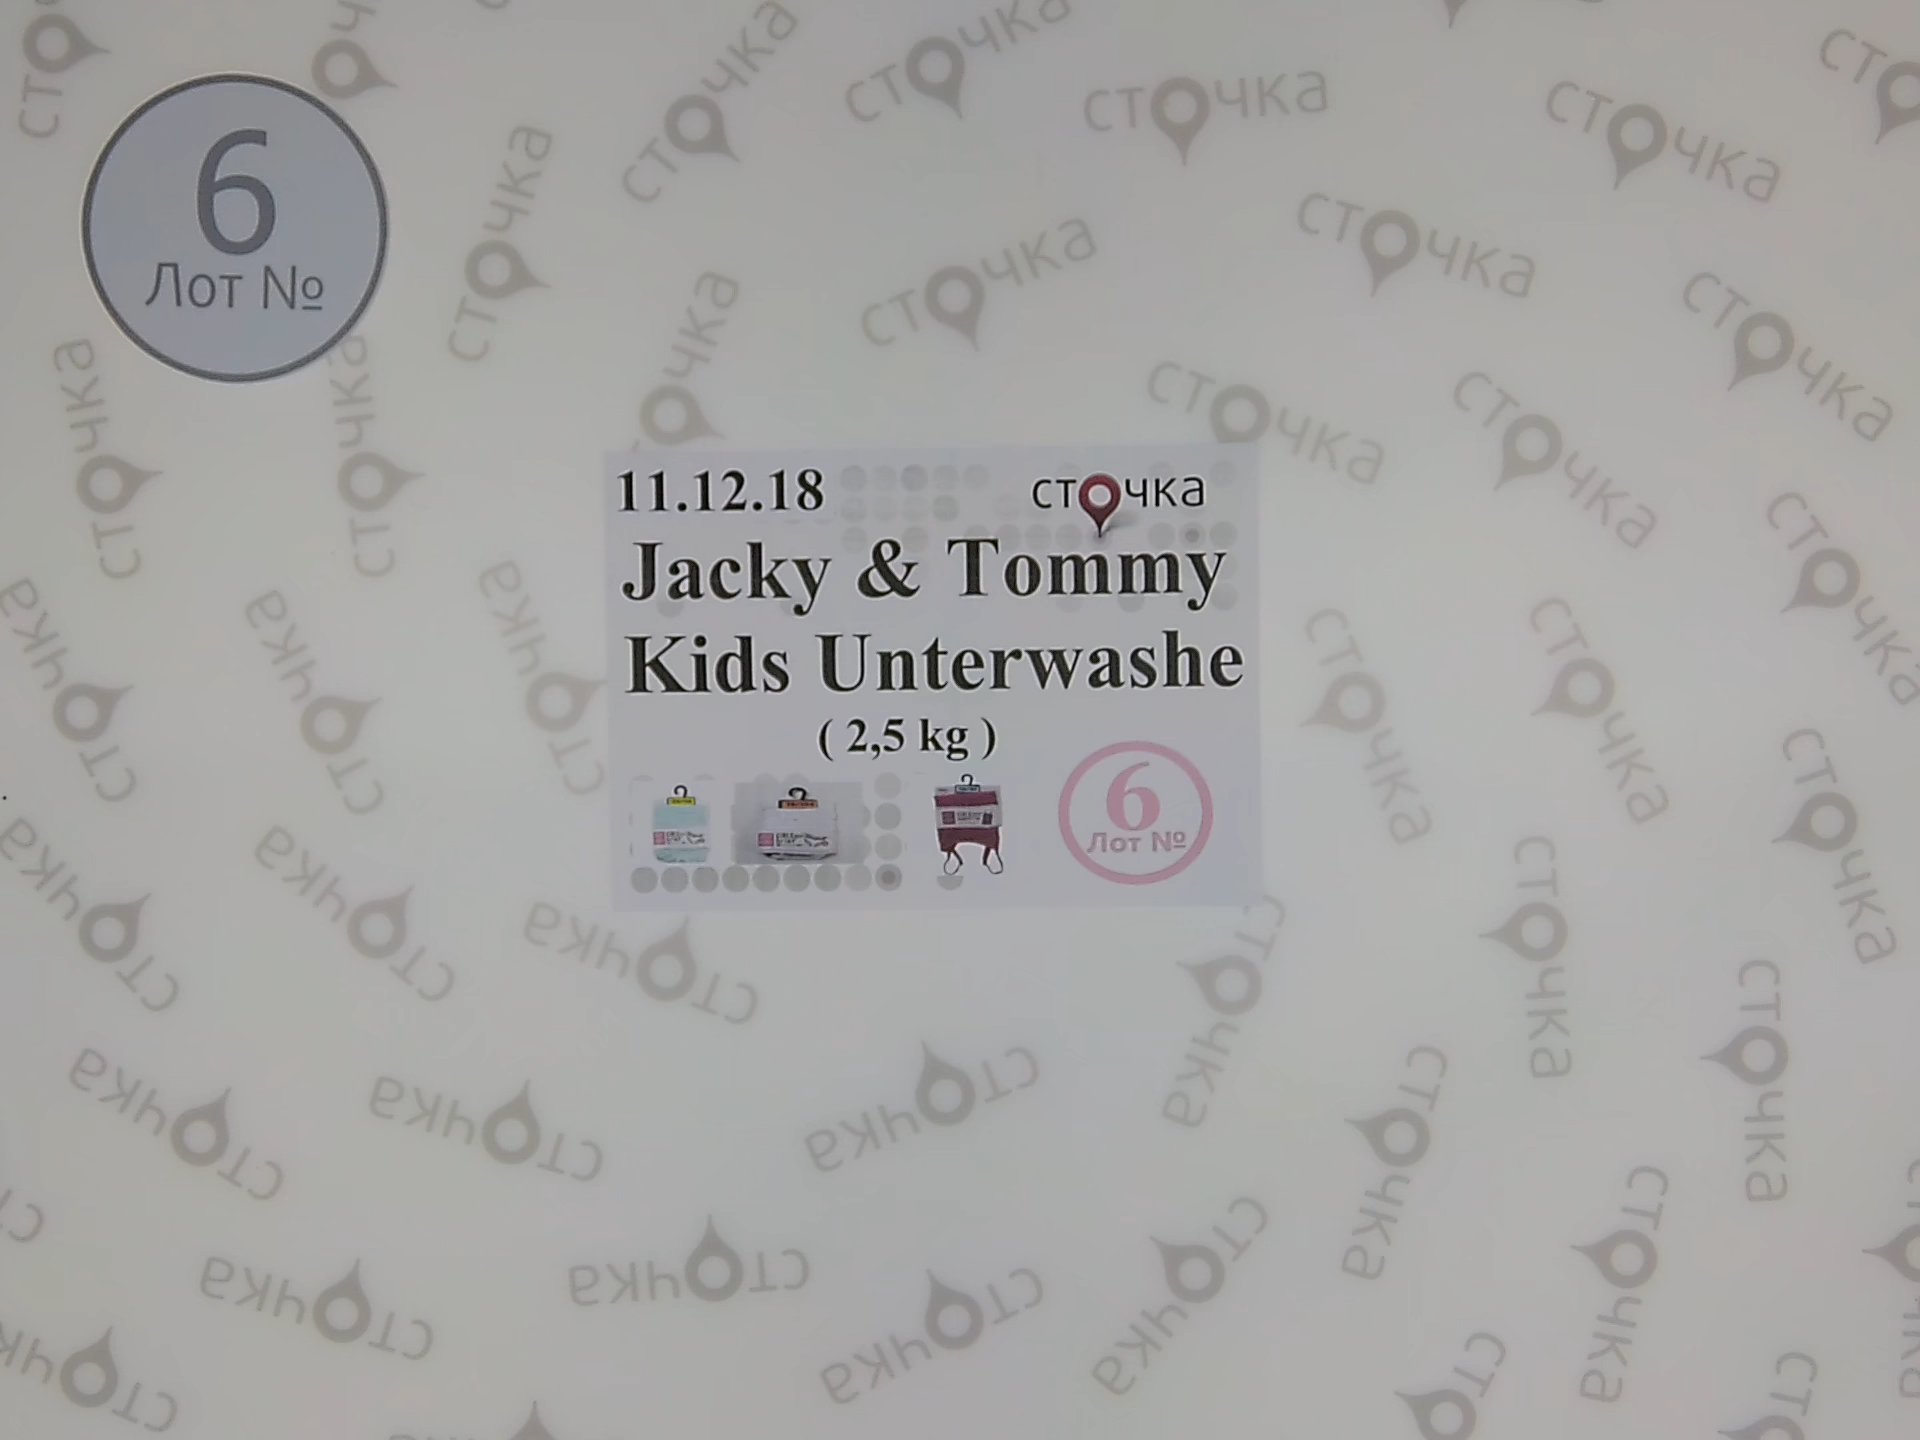 6
Лот №
11.12.18
сточка
Jacky & Tommy
Kids Unterwashe
( 2,5 kg )
6
Лот №